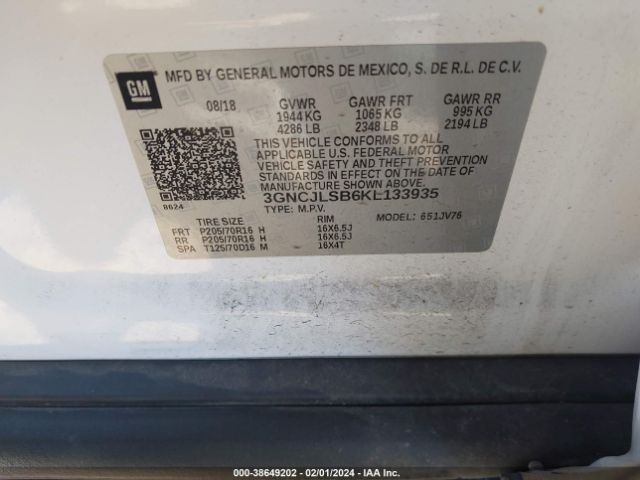 GM
MFD BY GENERAL MOTORS DE MEXICO, S. DE R.L. DE C.V.
08/18 GVWR GAWR FRT GAWR RR
1944 KG 1065 KG 995 KG
4286 LB 2348 LB 2194 LB
THIS VEHICLE CONFORMS TO ALL
APPLICABLE U.S. FEDERAL MOTOR
VEHICLE SAFETY AND THEFT PREVENTION
STANDARDS IN EFFECT ON THE DATE OF
MANUFACTURE SHOWN ABOVE.
8624 3GNCJLSB6KL133935
TYPE: M.P.V. MODEL: 651JV76
TIRE SIZE RIM
FRT P205/70R16 H 16X6.5J
RR P205/70R16 H 16X6.5J
SPA T125/70D16 M 16X4T
000-38649202 - 02/01/2024 - IAA Inc.